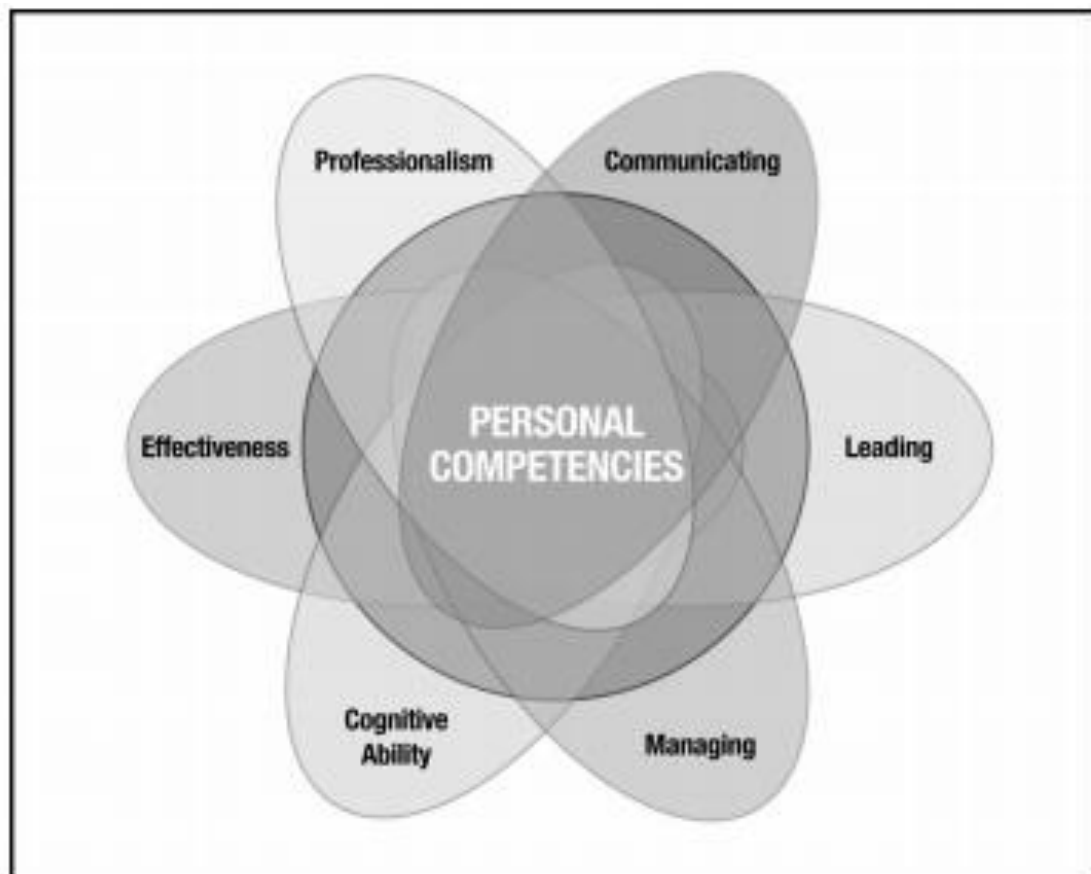 Professionalism
Communicating
PERSONAL
COMPETENCIES
Effectiveness
Leading
Cognitive
Ability
Managing